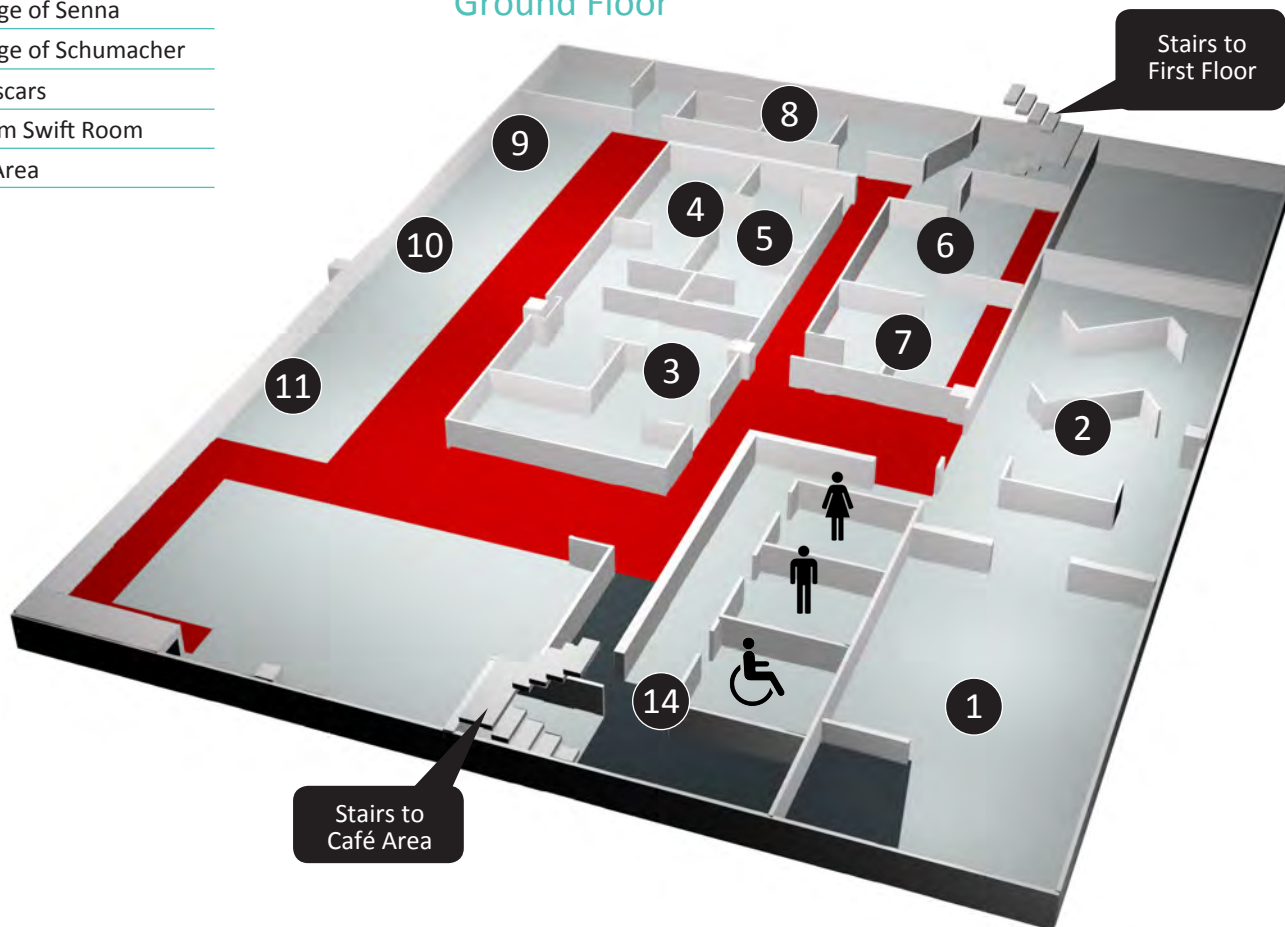 Ground Floor
ge of Senna
ge of Schumacher
scars
m Swift Room
Area
Stairs to
First Floor
8
9
4
5
6
10
7
3
11
2
14
1
Stairs to
Café Area